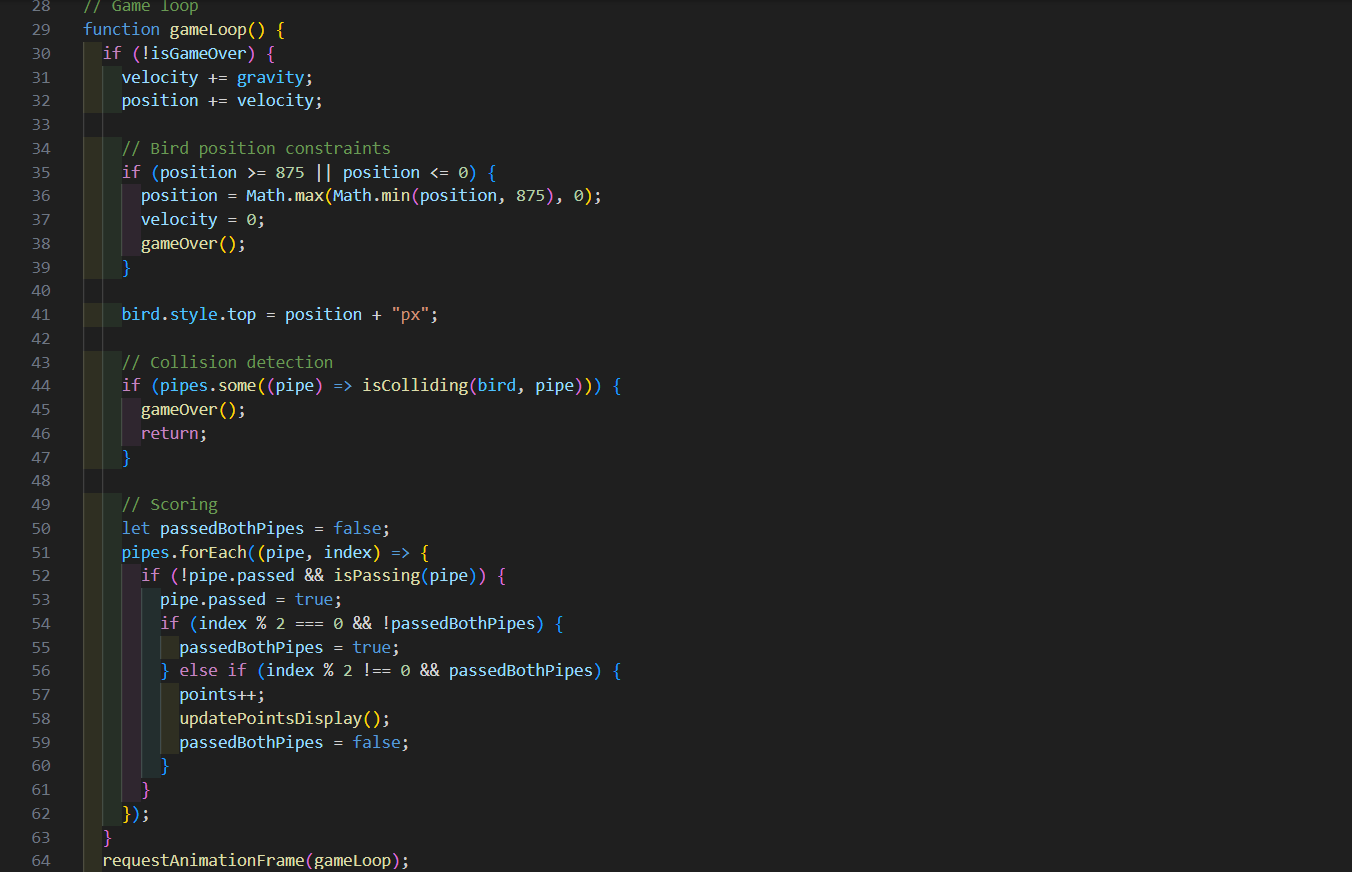 28 // Game loop
29 function gameLoop() {
30   if (!isGameOver) {
31     velocity += gravity;
32     position += velocity;
33
34     // Bird position constraints
35     if (position >= 875 || position <= 0) {
36       position = Math.max(Math.min(position, 875), 0);
37       velocity = 0;
38       gameOver();
39     }
40
41     bird.style.top = position + "px";
42
43     // Collision detection
44     if (pipes.some((pipe) => isColliding(bird, pipe))) {
45       gameOver();
46       return;
47     }
48
49     // Scoring
50     let passedBothPipes = false;
51     pipes.forEach((pipe, index) => {
52       if (!pipe.passed && isPassing(pipe)) {
53         pipe.passed = true;
54         if (index % 2 === 0 && !passedBothPipes) {
55           passedBothPipes = true;
56         } else if (index % 2 !== 0 && passedBothPipes) {
57           points++;
58           updatePointsDisplay();
59           passedBothPipes = false;
60         }
61       }
62     });
63   }
64   requestAnimationFrame(gameLoop);